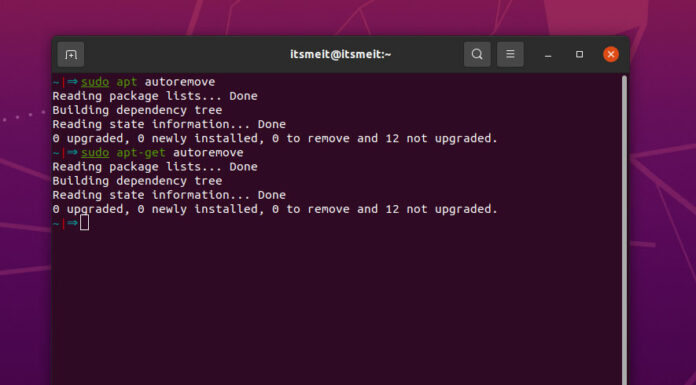 itsmeit@itsmeit:~
~|⇒ sudo apt autoremove
Reading package lists... Done
Building dependency tree
Reading state information... Done
0 upgraded, 0 newly installed, 0 to remove and 12 not upgraded.
~|⇒ sudo apt-get autoremove
Reading package lists... Done
Building dependency tree
Reading state information... Done
0 upgraded, 0 newly installed, 0 to remove and 12 not upgraded.
~|⇒